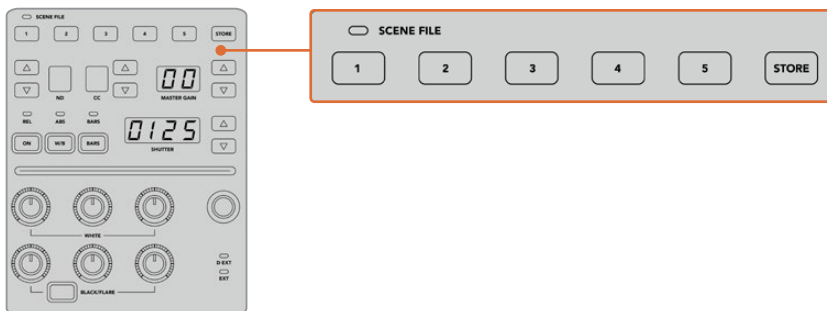 SCENE FILE
1 2 3 4 5 STORE
ND CC 00
MASTER GAIN
REL ABS BARS
0125
ON W/B BARS
SHUTTER
WHITE
D EXT
EXT
BLACK/FLARE
SCENE FILE
1 2 3 4 5 STORE